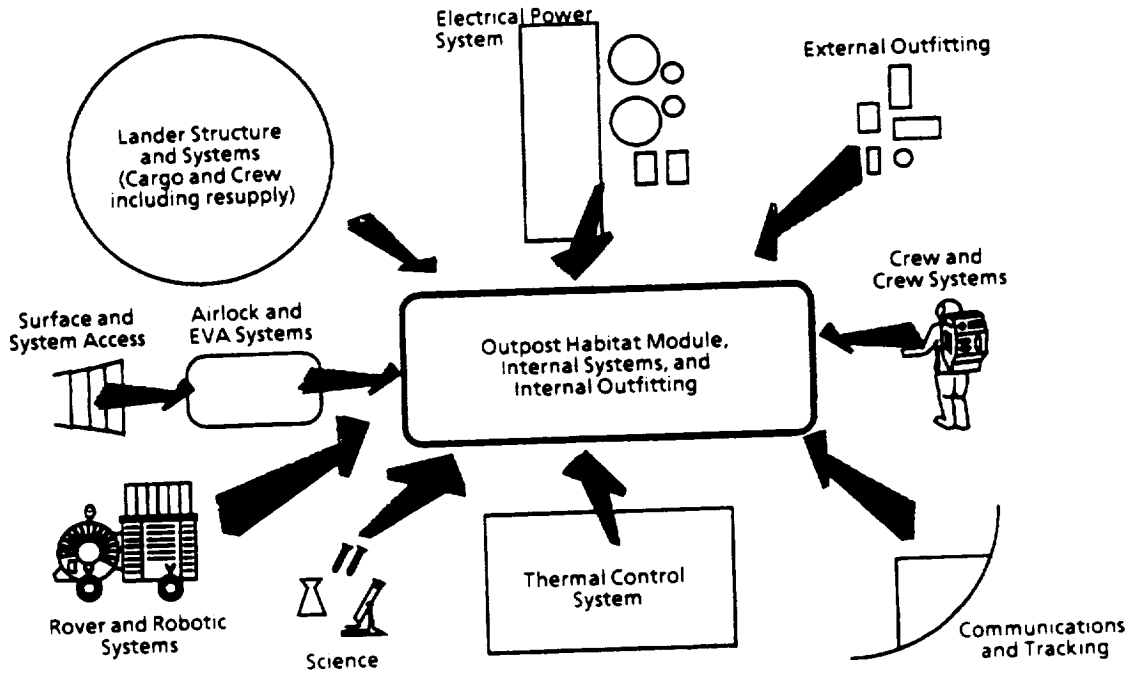 Electrical Power
System
External Outfitting
Lander Structure
and Systems
(Cargo and Crew
including resupply)
Crew and
Crew Systems
Surface and
System Access
Airlock and
EVA Systems
Outpost Habitat Module,
Internal Systems, and
Internal Outfitting
Rover and Robotic
Systems
Science
Thermal Control
System
Communications
and Tracking